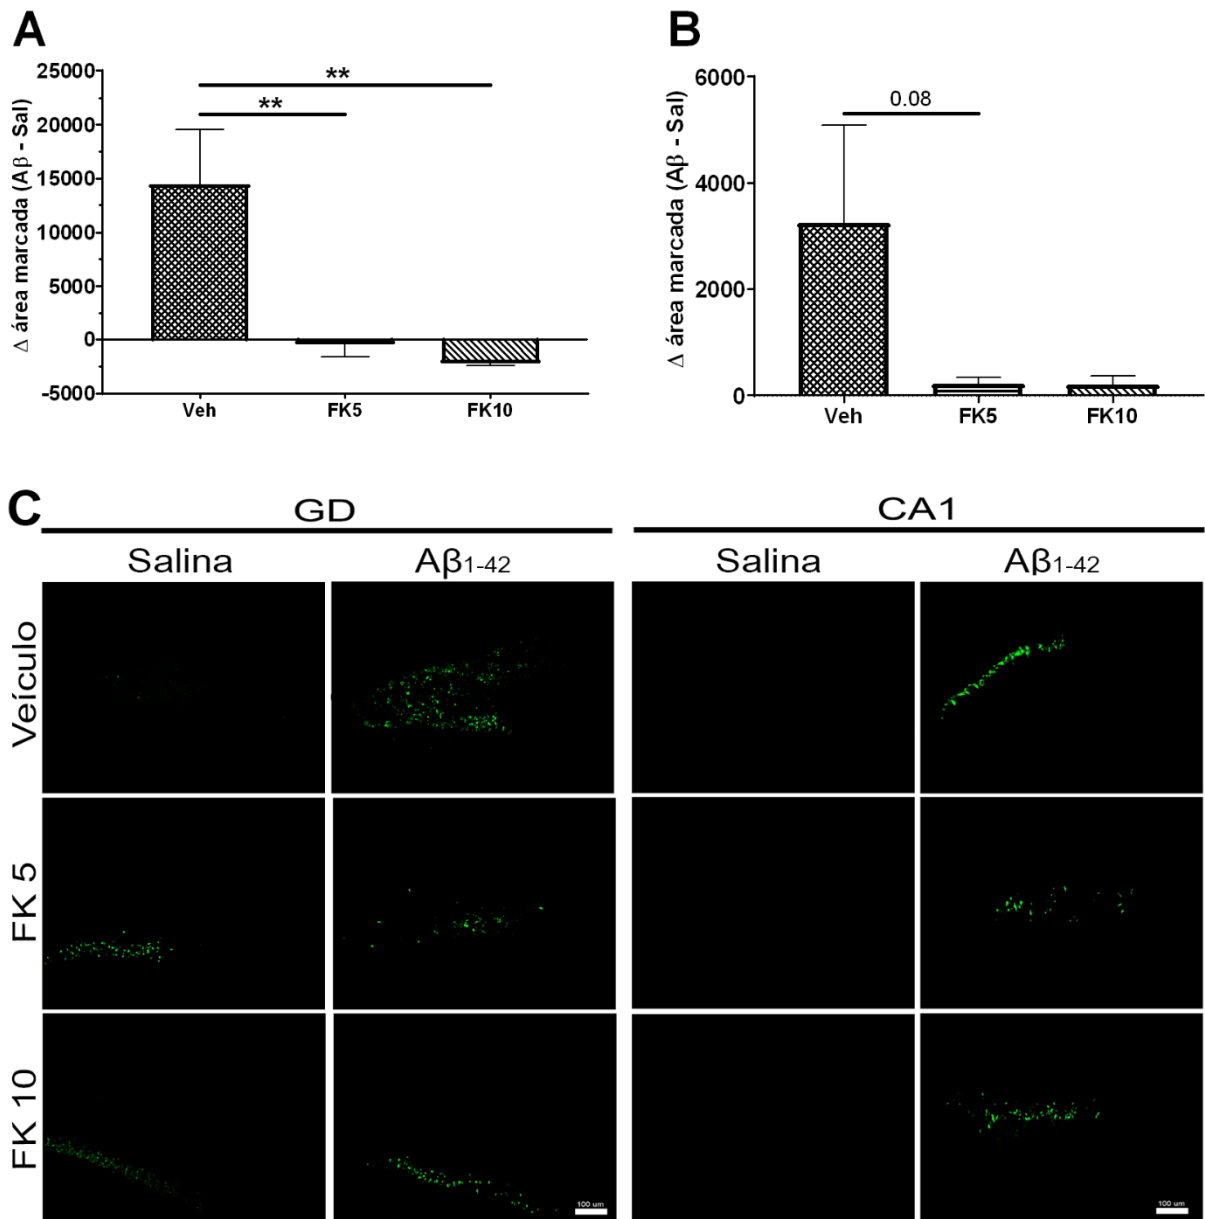 A
Δ área marcada (Aβ - Sal)
25000
20000
15000
10000
5000
0
-5000
**
**
Veh FK5 FK10
B
Δ área marcada (Aβ - Sal)
6000
4000
2000
0
0.08
Veh FK5 FK10
C
GD CA1
Salina Aβ1-42 Salina Aβ1-42
Veículo
FK 5
FK 10
100 um 100 um